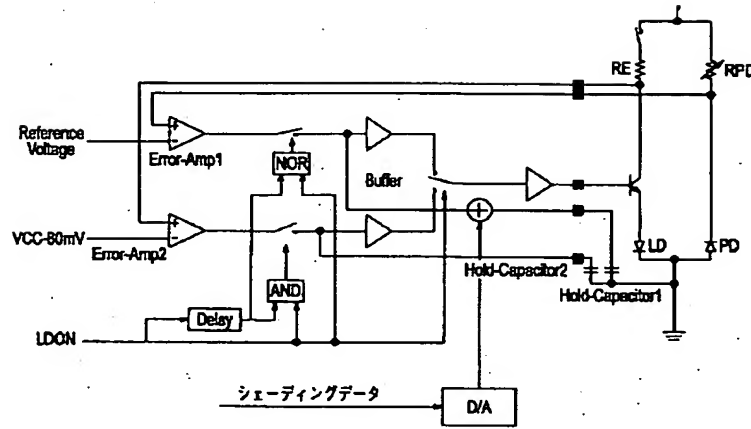 RE
RPD
Reference
Voltage
Error-Amp1
NOR
Buffer
VCC-80mV
Error-Amp2
LD
PD
Hold-Capacitor2
Hold-Capacitor1
AND
Delay
LDON
シェーディングデータ
D/A